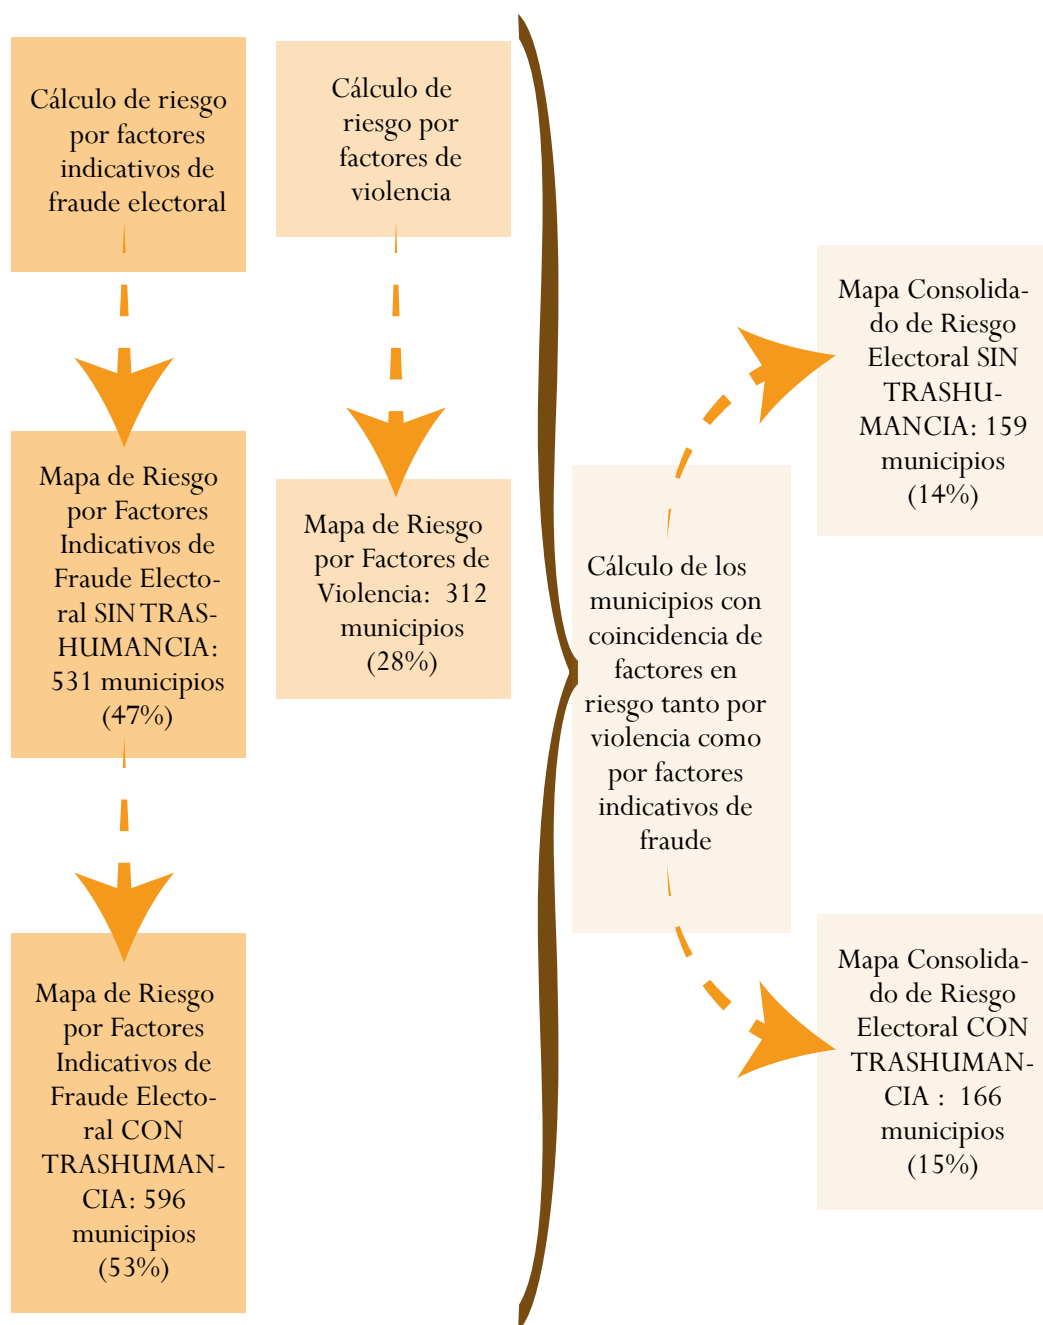 Cálculo de riesgo
por factores
indicativos de
fraude electoral
Mapa de Riesgo
por Factores
Indicativos de
Fraude Electo-
ral SIN TRAS-
HUMANCIA:
531 municipios
(47%)
Mapa de Riesgo
por Factores
Indicativos de
Fraude Electo-
ral CON
TRASHUMAN-
CIA: 596
municipios
(53%)
Cálculo de
riesgo por
factores de
violencia
Mapa de Riesgo
por Factores de
Violencia: 312
municipios
(28%)
Cálculo de los
municipios con
coincidencia de
factores en
riesgo tanto por
violencia como
por factores
indicativos de
fraude
Mapa Consolida-
do de Riesgo
Electoral SIN
TRASHU-
MANCIA: 159
municipios
(14%)
Mapa Consolida-
do de Riesgo
Electoral CON
TRASHUMAN-
CIA : 166
municipios
(15%)